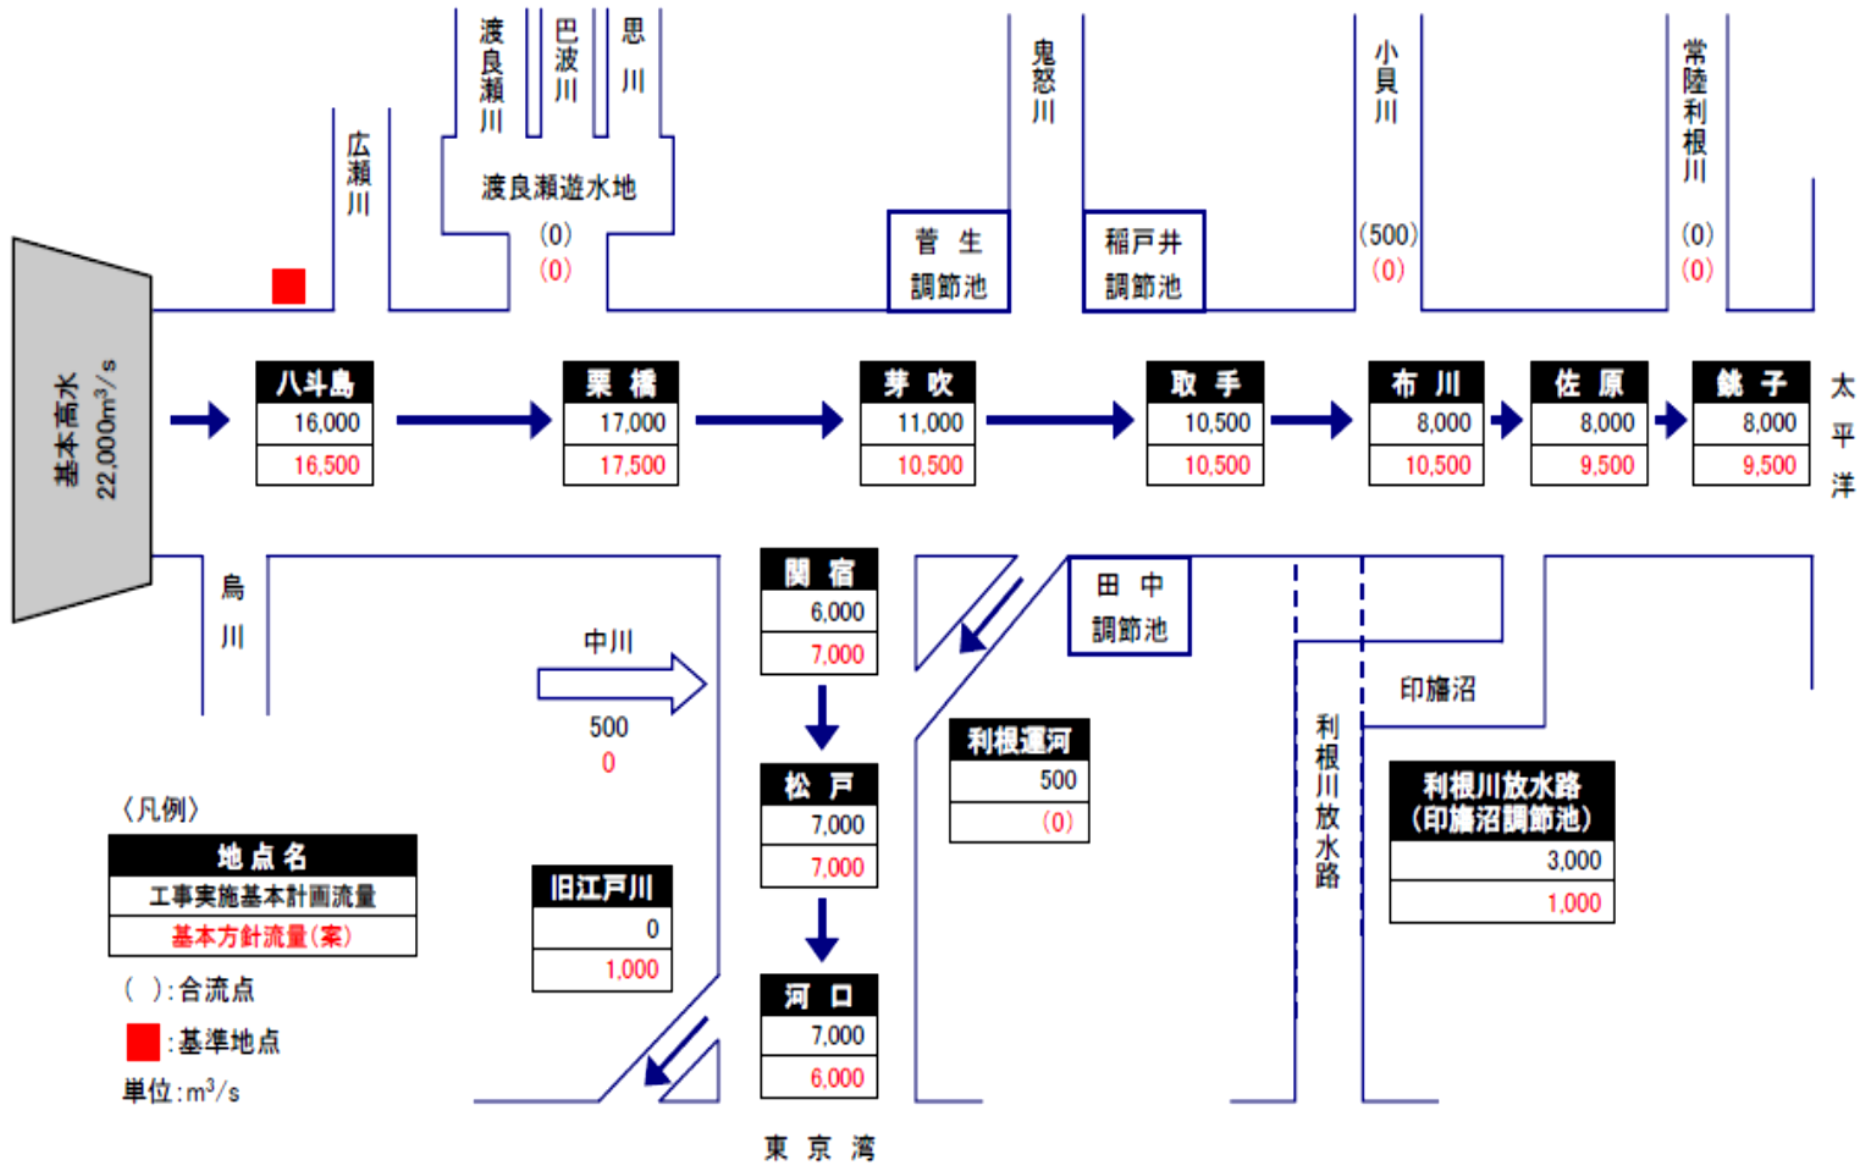 渡良瀬川
巴波川
思川
鬼怒川
小貝川
常陸利根川
広瀬川
渡良瀬遊水地
(0)
(0)
菅生
調節池
稲戸井
調節池
(500)
(0)
(0)
(0)
基本高水
22,000m³/s
八斗島
16,000
16,500
栗橋
17,000
17,500
芽吹
11,000
10,500
取手
10,500
10,500
布川
8,000
10,500
佐原
8,000
9,500
銚子
8,000
9,500
太平洋
烏川
中川
500
0
関宿
6,000
7,000
田中
調節池
印旛沼
利根川放水路
利根運河
500
(0)
松戸
7,000
7,000
利根川放水路
(印旛沼調節池)
3,000
1,000
旧江戸川
0
1,000
河口
7,000
6,000
〈凡例〉
地点名
工事実施基本計画流量
基本方針流量(案)
( ):合流点
:基準地点
単位:m³/s
東京湾